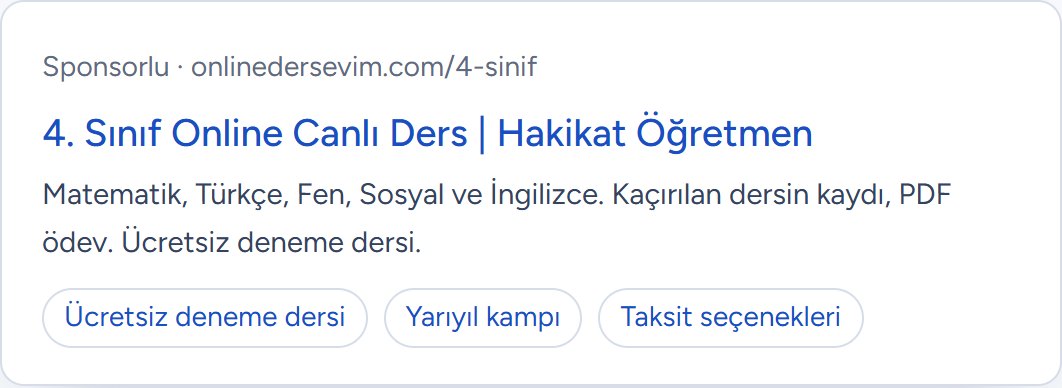 Sponsorlu · onlinedersevim.com/4-sinif
4. Sınıf Online Canlı Ders | Hakikat Öğretmen
Matematik, Türkçe, Fen, Sosyal ve İngilizce. Kaçırılan dersin kaydı, PDF
ödev. Ücretsiz deneme dersi.
Ücretsiz deneme dersi
Yarıyıl kampı
Taksit seçenekleri